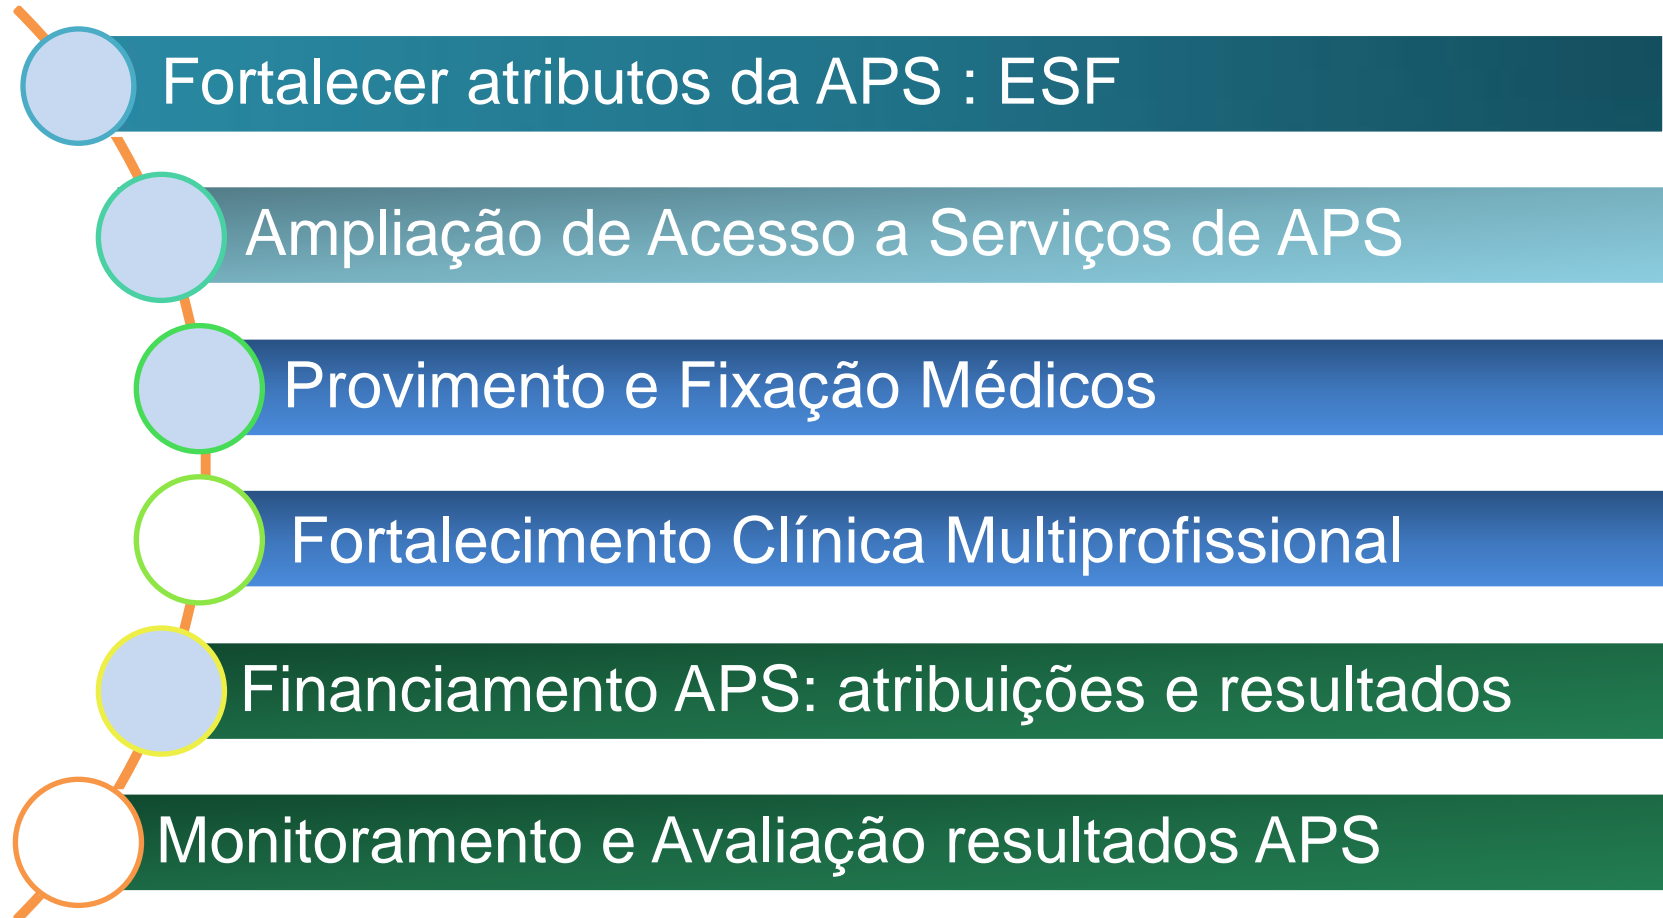 Fortalecer atributos da APS : ESF
Ampliação de Acesso a Serviços de APS
Provimento e Fixação Médicos
Fortalecimento Clínica Multiprofissional
Financiamento APS: atribuições e resultados
Monitoramento e Avaliação resultados APS